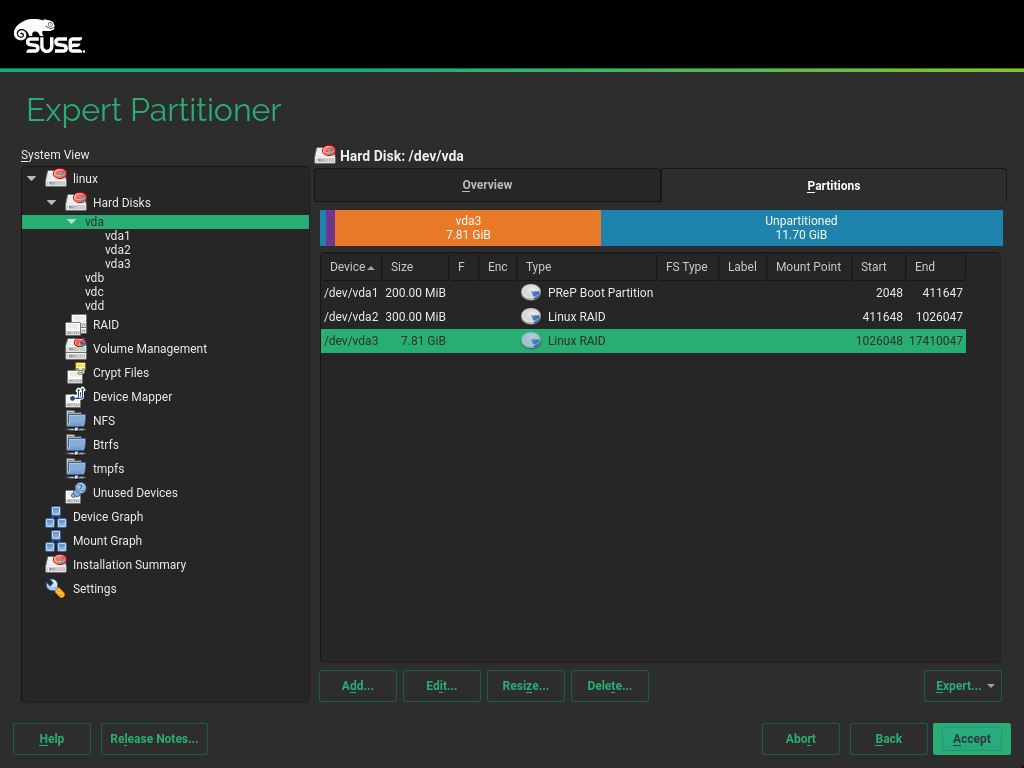 SUSE.
Expert Partitioner
System View
linux
Hard Disks
vda
vda1
vda2
vda3
vdb
vdc
vdd
RAID
Volume Management
Crypt Files
Device Mapper
NFS
Btrfs
tmpfs
Unused Devices
Device Graph
Mount Graph
Installation Summary
Settings
Hard Disk: /dev/vda
Overview Partitions
vda3 Unpartitioned
7.81 GiB 11.70 GiB
Device Size F Enc Type FS Type Label Mount Point Start End
/dev/vda1 200.00 MiB PReP Boot Partition 2048 411647
/dev/vda2 300.00 MiB Linux RAID 411648 1026047
/dev/vda3 7.81 GiB Linux RAID 1026048 17410047
Add... Edit... Resize... Delete... Expert...
Help Release Notes... Abort Back Accept